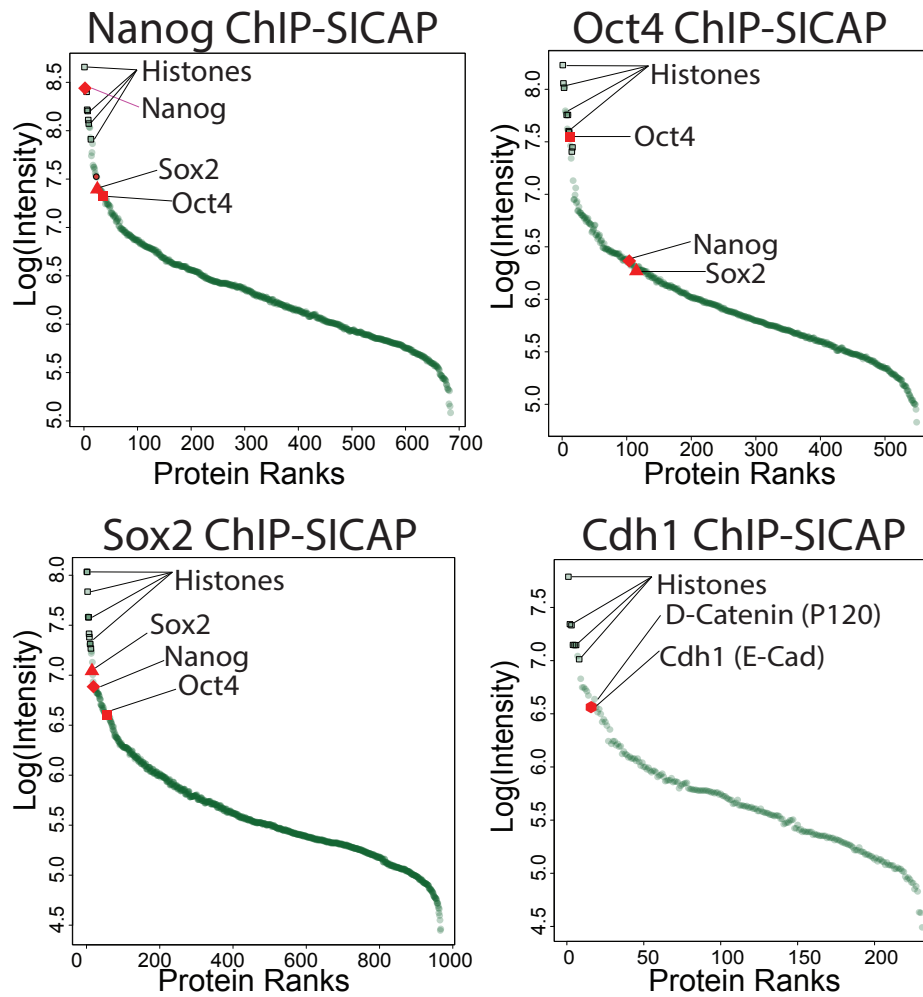 Nanog ChIP-SICAP
Log(Intensity)
8.5
8.0
7.5
7.0
6.5
6.0
5.5
5.0
Histones
Nanog
Sox2
Oct4
0 100 200 300 400 500 600 700
Protein Ranks
Oct4 ChIP-SICAP
Log(Intensity)
8.0
7.5
7.0
6.5
6.0
5.5
5.0
Histones
Oct4
Nanog
Sox2
0 100 200 300 400 500
Protein Ranks
Sox2 ChIP-SICAP
Log(Intensity)
8.0
7.5
7.0
6.5
6.0
5.5
5.0
4.5
Histones
Sox2
Nanog
Oct4
0 200 400 600 800 1000
Protein Ranks
Cdh1 ChIP-SICAP
Log(Intensity)
7.5
7.0
6.5
6.0
5.5
5.0
4.5
Histones
D-Catenin (P120)
Cdh1 (E-Cad)
0 50 100 150 200
Protein Ranks